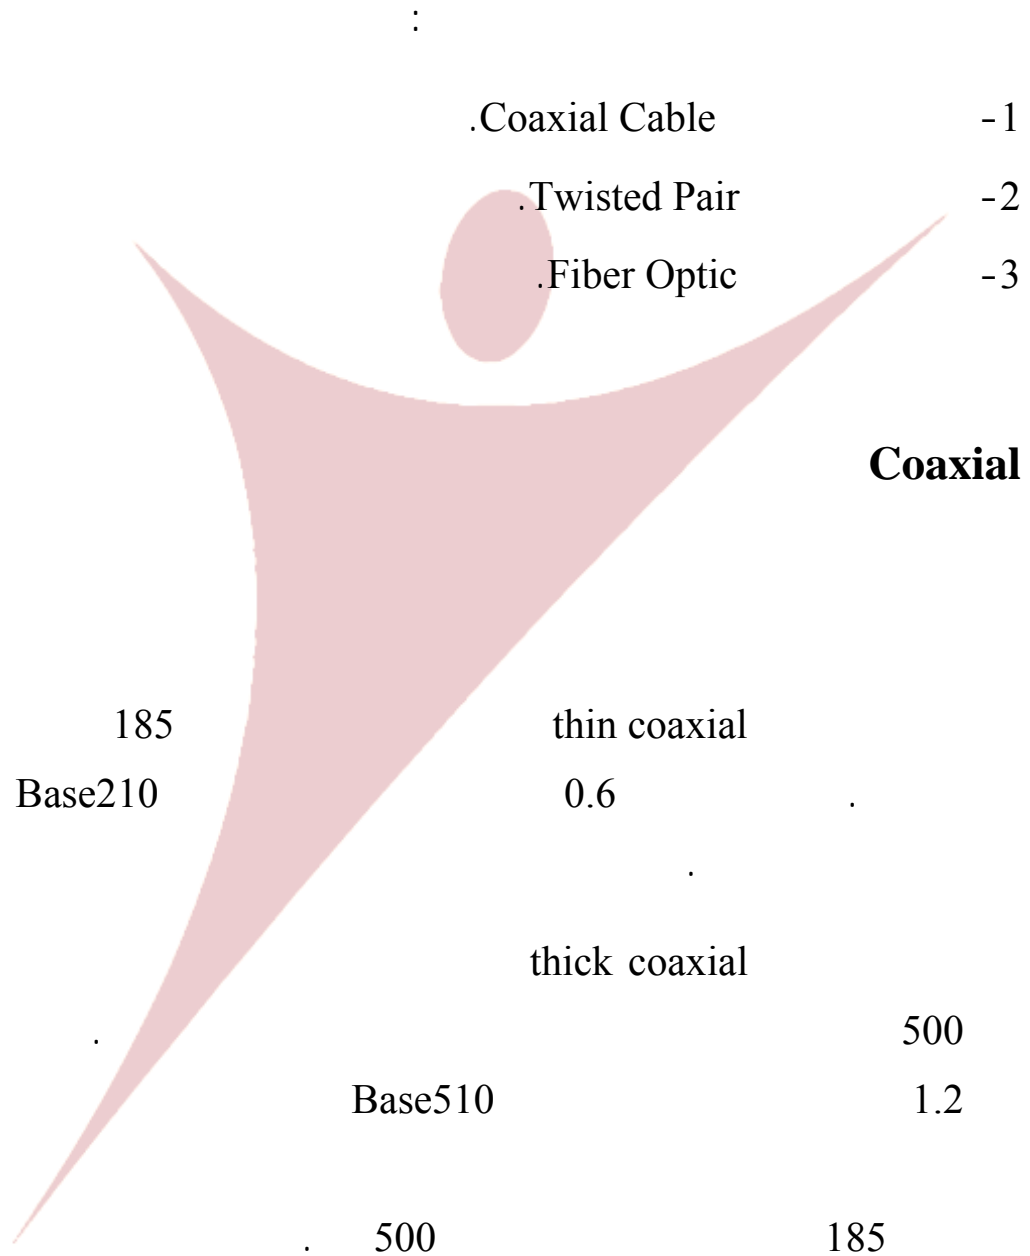 :
-1 Coaxial Cable.
-2 Twisted Pair.
-3 Fiber Optic.
Coaxial
thin coaxial 185
. 0.6 Base210
.
thick coaxial
500 .
1.2 Base510
185 500 .